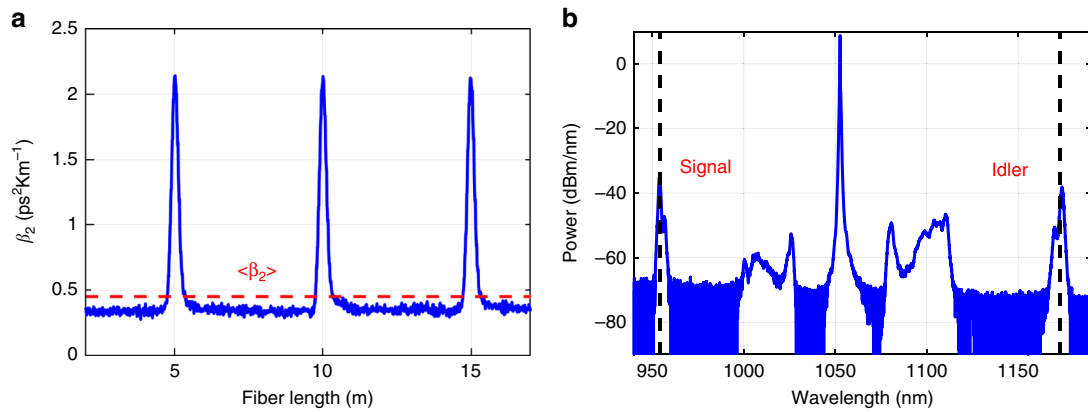 a
2.5
2
1.5
1
0.5
0
β₂ (ps²Km⁻¹)
<β₂>
5
10
15
Fiber length (m)
b
0
−20
−40
−60
−80
Power (dBm/nm)
Signal
Idler
950
1000
1050
1100
1150
Wavelength (nm)